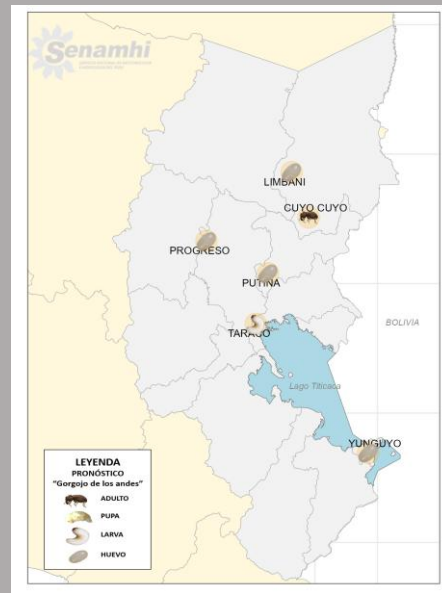 Senamhi
LIMBANI
CUYO CUYO
PROGRESO
PUTINA
TARACO
BOLIVIA
Lago Titicaca
YUNGUYO
LEYENDA
PRONÓSTICO
"Gorgojo de los andes"
ADULTO
PUPA
LARVA
HUEVO